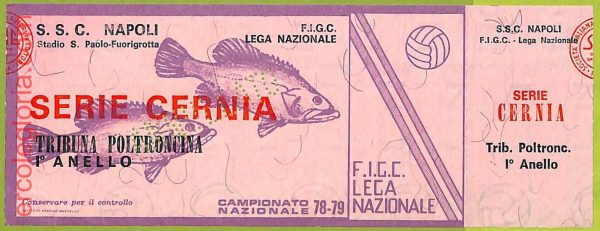 S. S. C. NAPOLI
Stadio S. Paolo-Fuorigrotta
F.I.G.C.
LEGA NAZIONALE
SERIE CERNIA
TRIBUNA POLTRONCINA
I° ANELLO
Conservare per il controllo
CAMPIONATO
NAZIONALE 78-79
F.I.G.C.
LEGA
NAZIONALE
S.S.C. NAPOLI
F.I.G.C. - Lega Nazionale
SERIE
CERNIA
Trib. Poltronc.
I° Anello